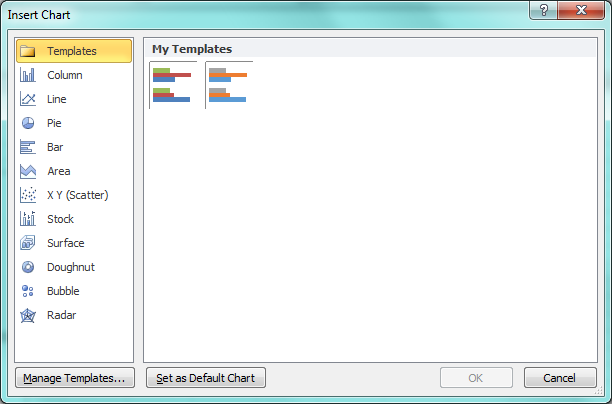 Insert Chart
?
Templates
Column
Line
Pie
Bar
Area
X Y (Scatter)
Stock
Surface
Doughnut
Bubble
Radar
My Templates
Manage Templates...
Set as Default Chart
OK
Cancel